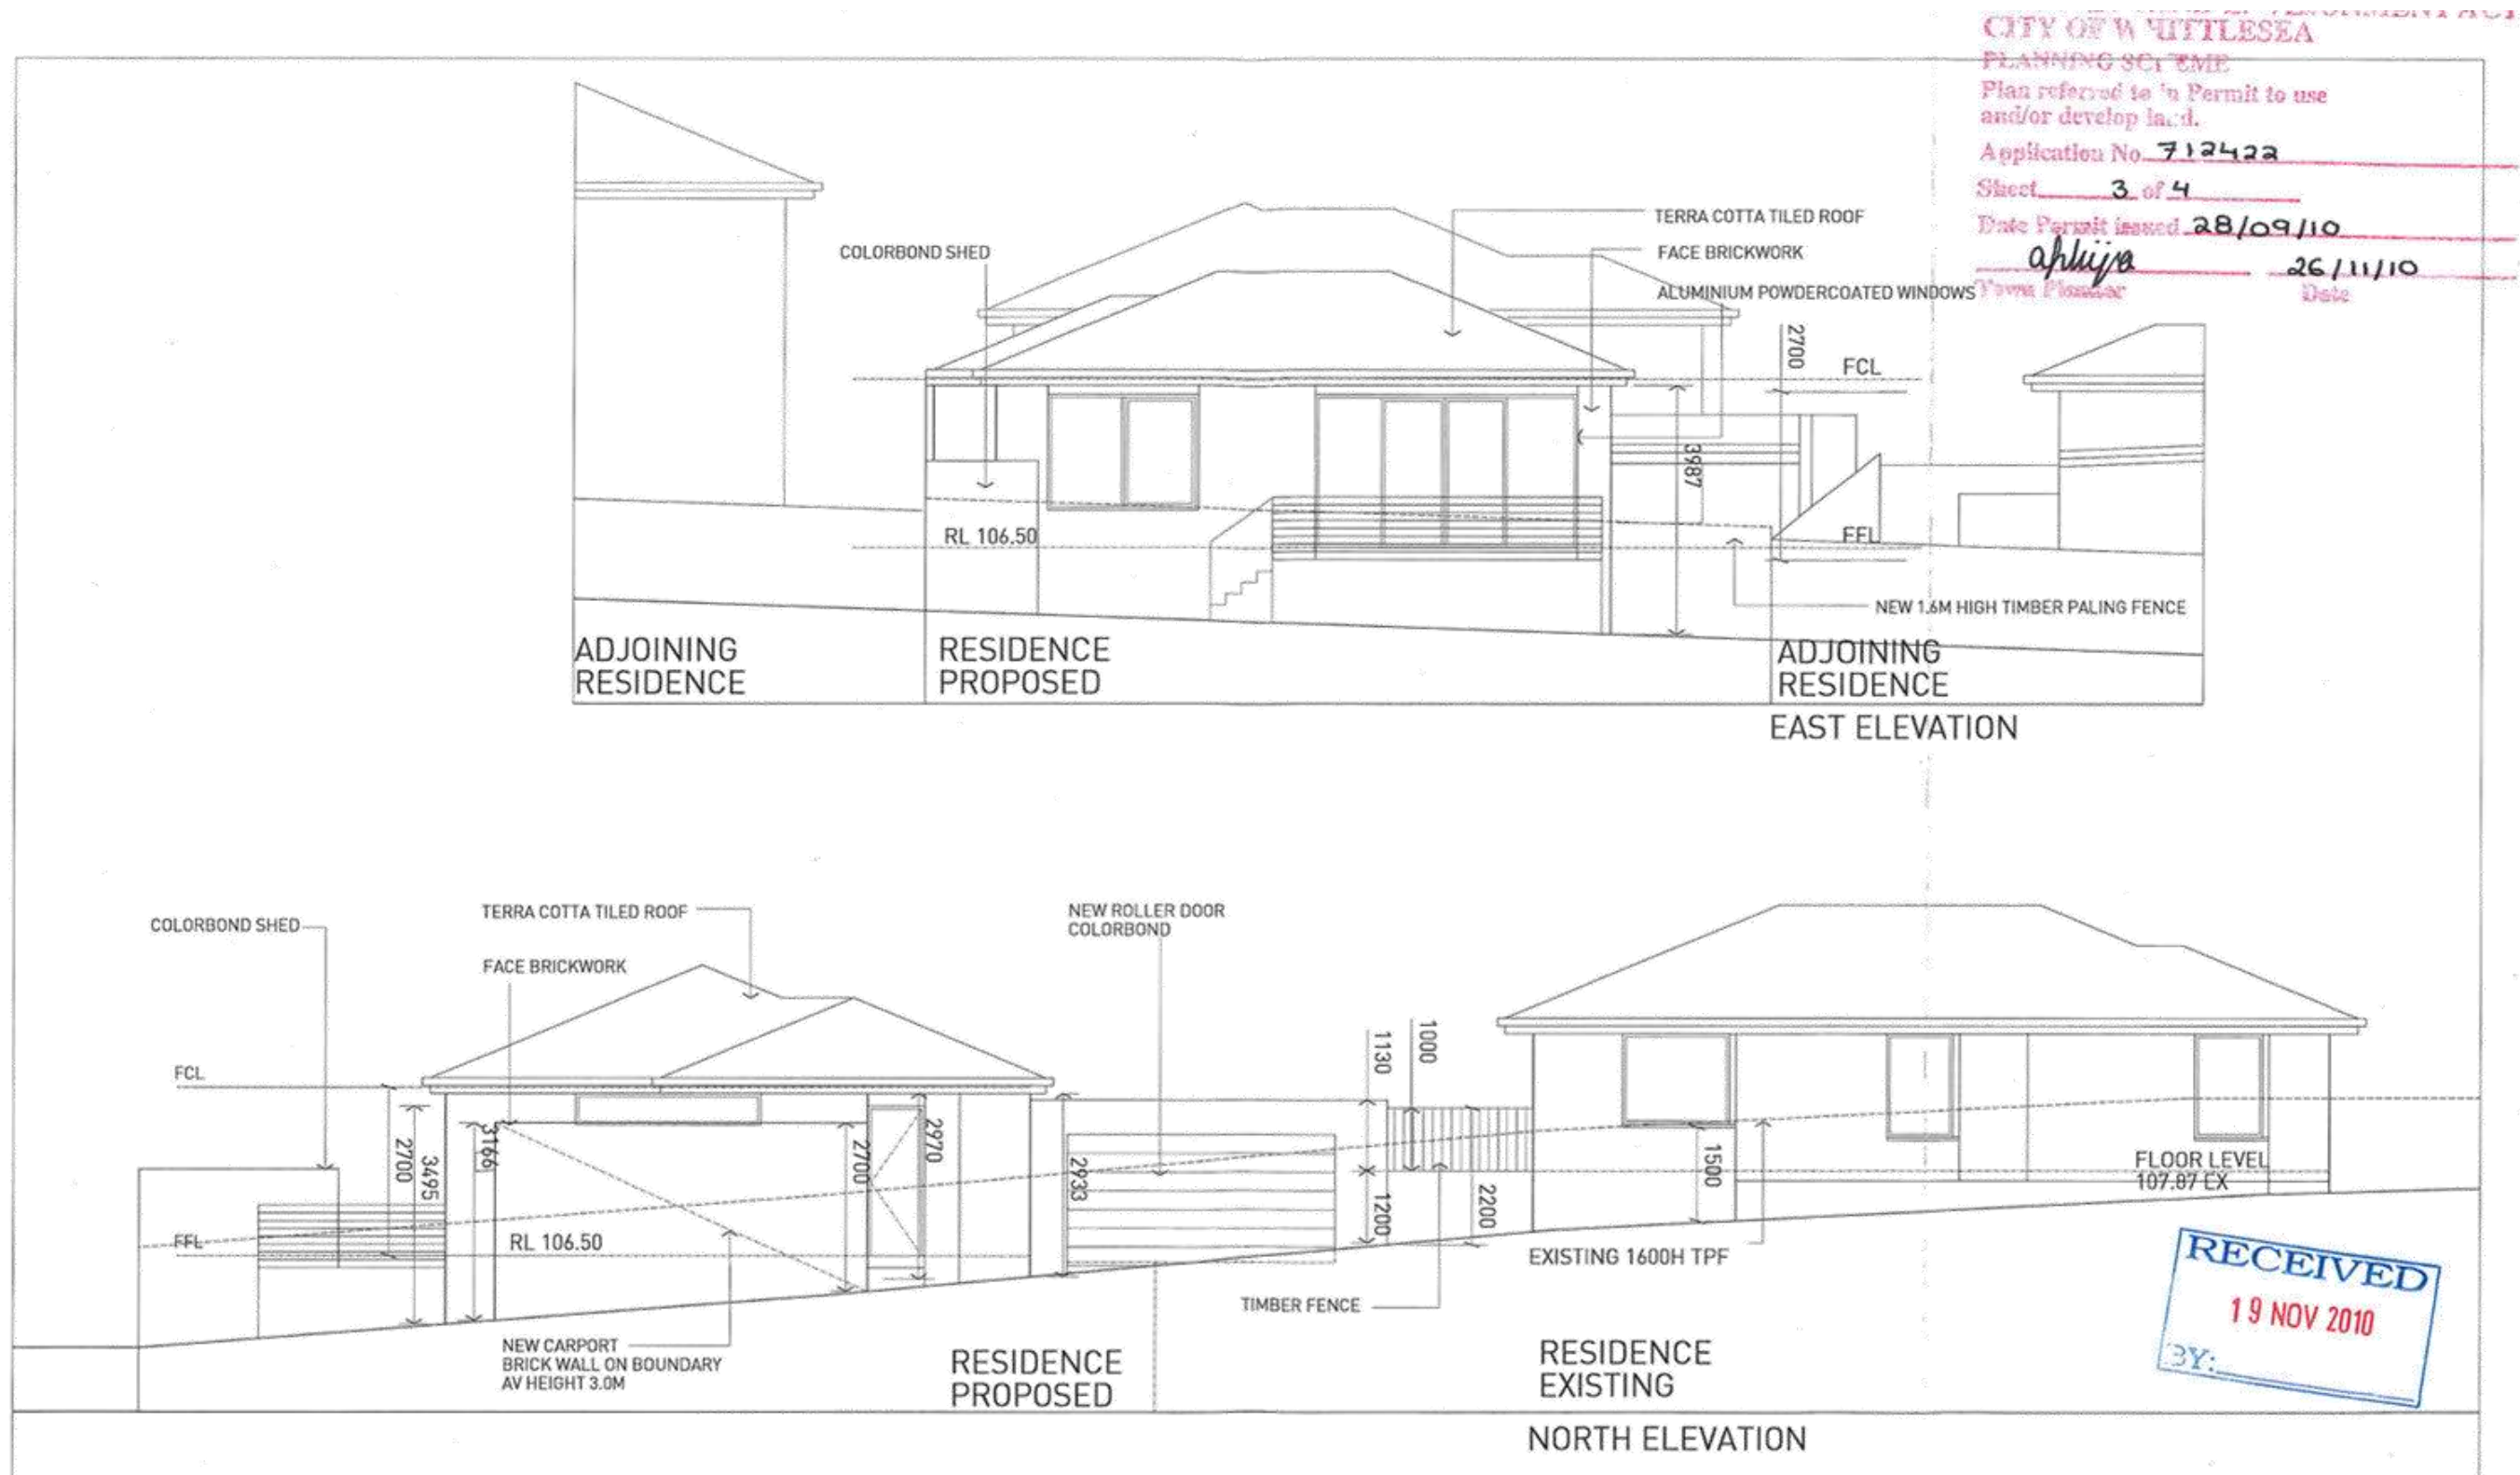 CITY OF WHITTLESEA
PLANNING SCHEME
Plan referred to in Permit to use
and/or develop land.
Application No. 712422
Sheet 3 of 4
Date Permit issued 28/09/10
26/11/10
Town Planner Date
COLORBOND SHED
TERRA COTTA TILED ROOF
FACE BRICKWORK
ALUMINIUM POWDERCOATED WINDOWS
2700
FCL
3987
RL 106.50
FFL
NEW 1.6M HIGH TIMBER PALING FENCE
ADJOINING
RESIDENCE
RESIDENCE
PROPOSED
ADJOINING
RESIDENCE
EAST ELEVATION
COLORBOND SHED
TERRA COTTA TILED ROOF
FACE BRICKWORK
NEW ROLLER DOOR
COLORBOND
FCL
1130
1000
2700
3495
3166
2700
2970
2933
1200
2200
1500
FLOOR LEVEL
107.87 EX
FFL
RL 106.50
EXISTING 1600H TPF
TIMBER FENCE
NEW CARPORT
BRICK WALL ON BOUNDARY
AV HEIGHT 3.0M
RESIDENCE
PROPOSED
RESIDENCE
EXISTING
NORTH ELEVATION
RECEIVED
19 NOV 2010
BY: